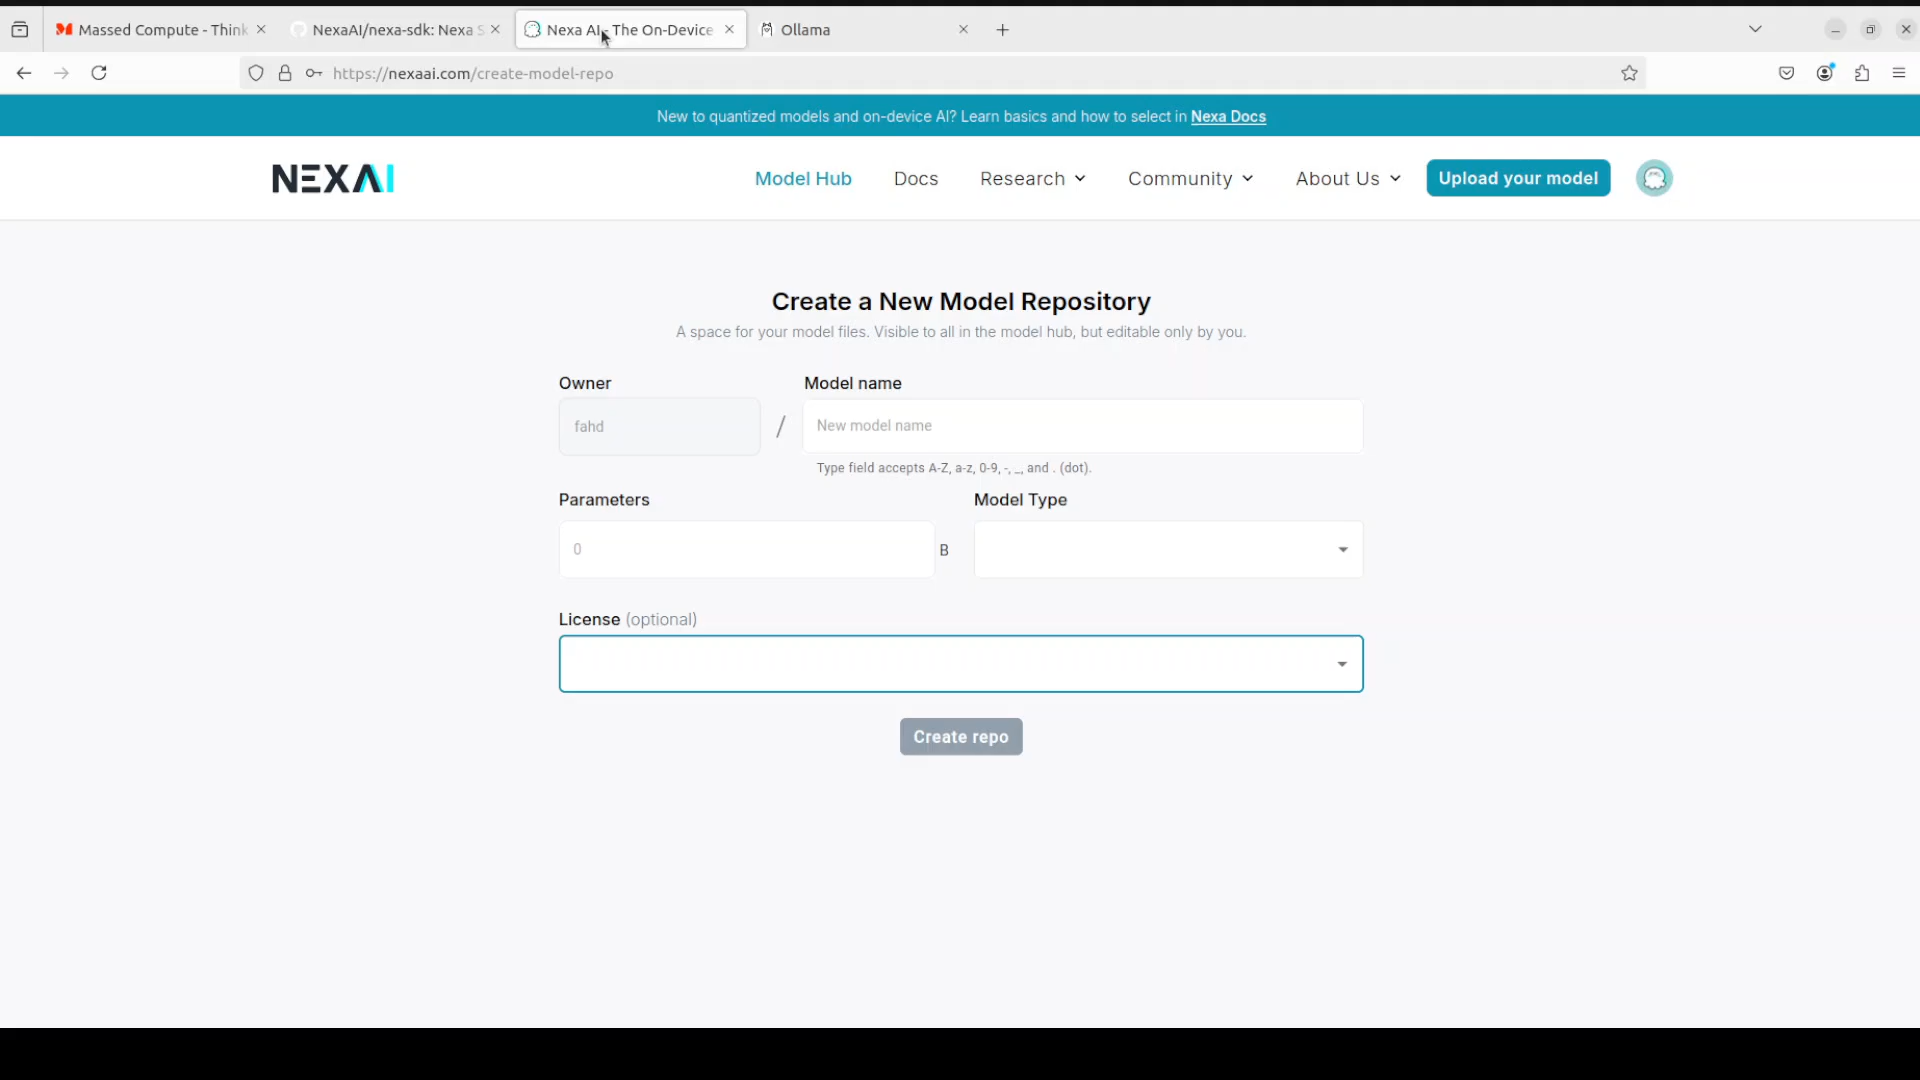 Massed Compute - Think
NexaAI/nexa-sdk: Nexa S
Nexa AI - The On-Device
Ollama
https://nexaai.com/create-model-repo
New to quantized models and on-device AI? Learn basics and how to select in Nexa Docs
NEXAI
Model Hub
Docs
Research
Community
About Us
Upload your model
Create a New Model Repository
A space for your model files. Visible to all in the model hub, but editable only by you.
Owner
Model name
fahd
/
New model name
Type field accepts A-Z, a-z, 0-9, -, _, and . (dot).
Parameters
Model Type
0
B
License (optional)
Create repo